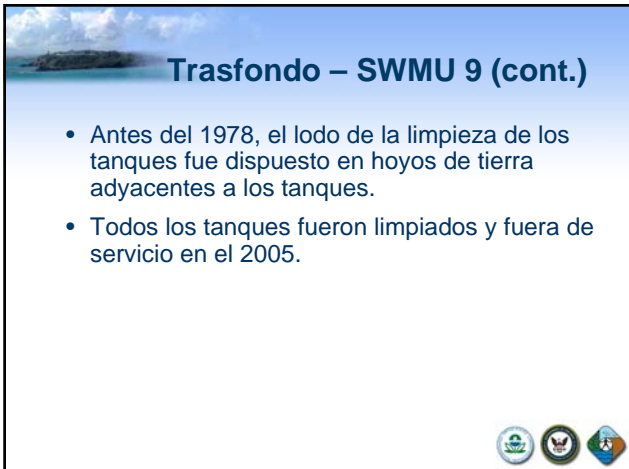 Trasfondo – SWMU 9 (cont.)
• Antes del 1978, el lodo de la limpieza de los
tanques fue dispuesto en hoyos de tierra
adyacentes a los tanques.
• Todos los tanques fueron limpiados y fuera de
servicio en el 2005.